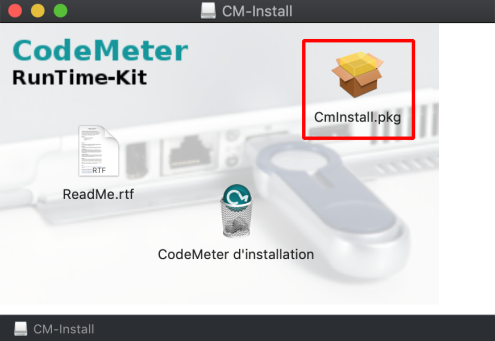 CM-Install
CodeMeter
RunTime-Kit
CmInstall.pkg
RTF
ReadMe.rtf
CodeMeter d'installation
CM-Install